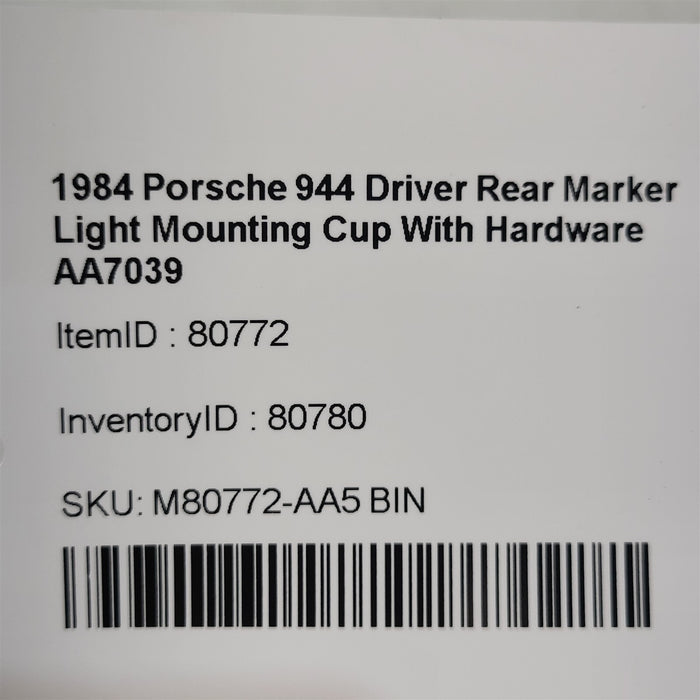 1984 Porsche 944 Driver Rear Marker
Light Mounting Cup With Hardware
AA7039
ItemID : 80772
InventoryID : 80780
SKU: M80772-AA5 BIN